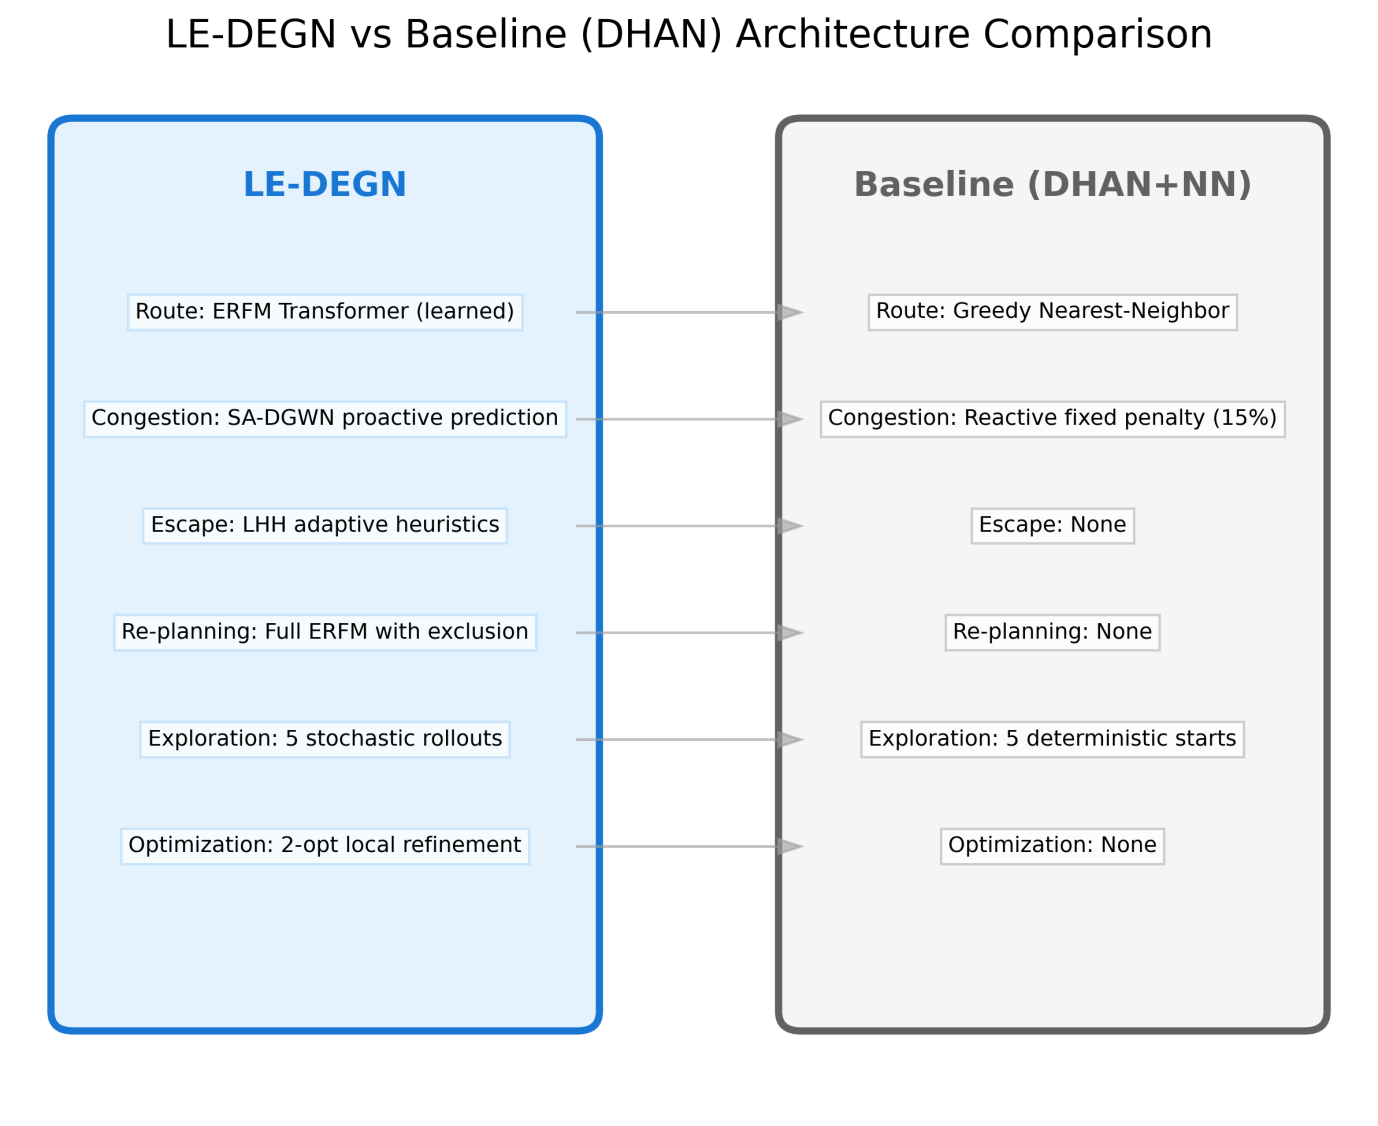 LE-DEGN vs Baseline (DHAN) Architecture Comparison
LE-DEGN
Baseline (DHAN+NN)
Route: ERFM Transformer (learned)
Route: Greedy Nearest-Neighbor
Congestion: SA-DGWN proactive prediction
Congestion: Reactive fixed penalty (15%)
Escape: LHH adaptive heuristics
Escape: None
Re-planning: Full ERFM with exclusion
Re-planning: None
Exploration: 5 stochastic rollouts
Exploration: 5 deterministic starts
Optimization: 2-opt local refinement
Optimization: None